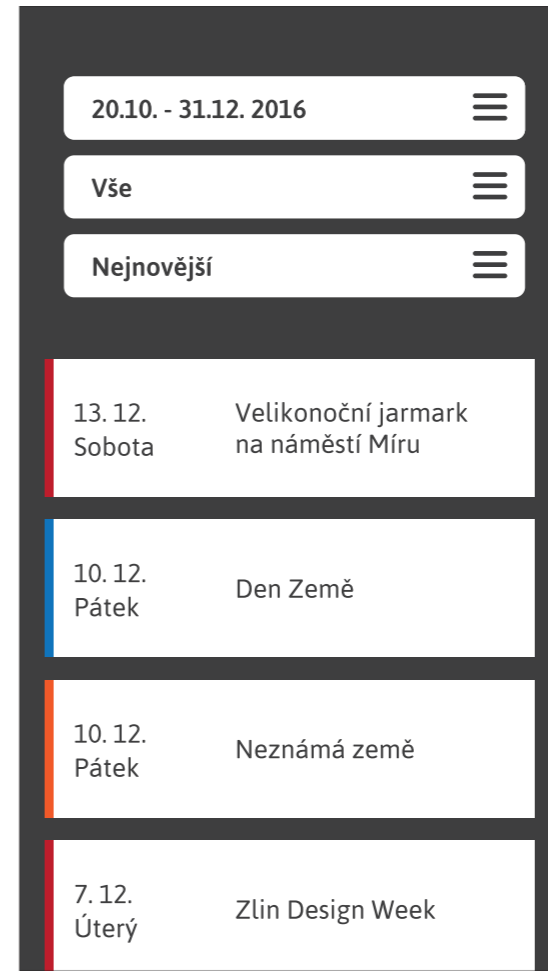 20.10. - 31.12. 2016
Vše
Nejnovější
13. 12.
Sobota
Velikonoční jarmark
na náměstí Míru
10. 12.
Pátek
Den Země
10. 12.
Pátek
Neznámá země
7. 12.
Úterý
Zlin Design Week